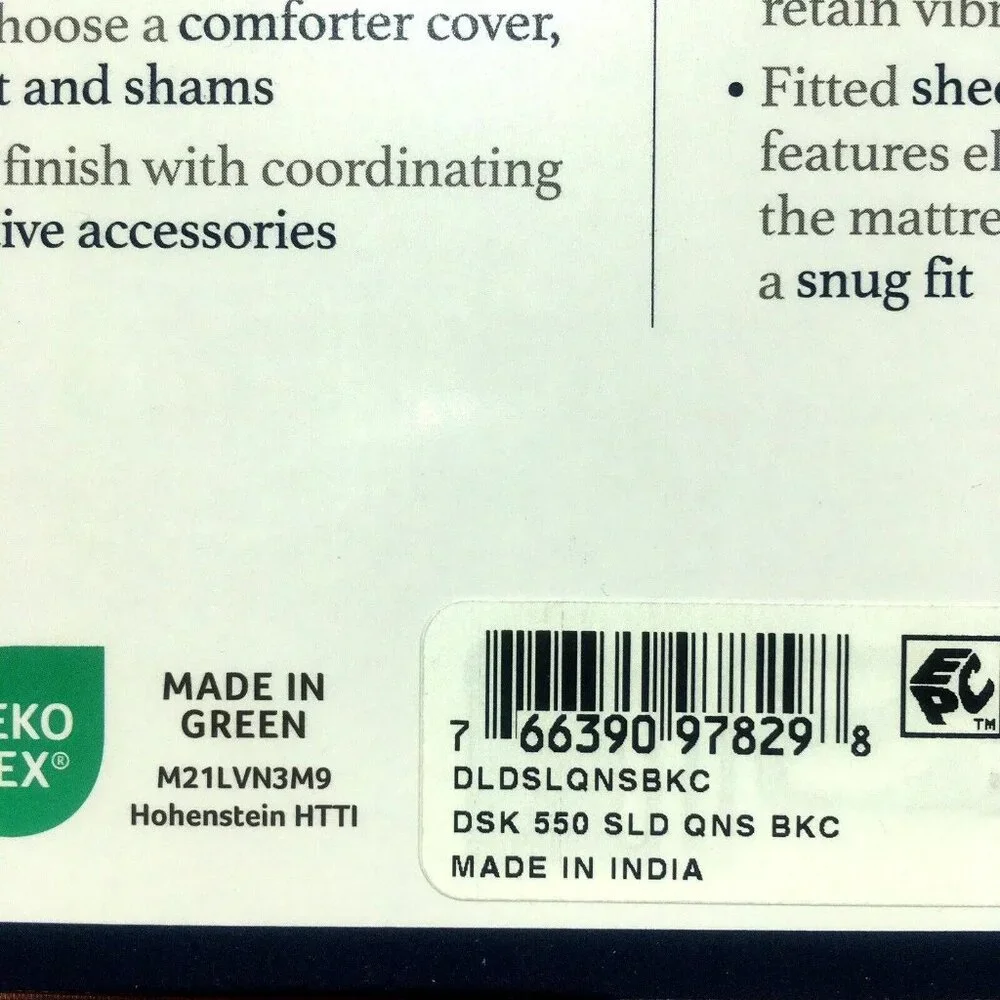 hoose a comforter cover,
t and shams
finish with coordinating
ive accessories
retain vibr
• Fitted shee
features el
the mattre
a snug fit
EKO
EX®
MADE IN
GREEN
M21LVN3M9
Hohenstein HTTI
7 66390 97829 8
DLDSLQNSBKC
DSK 550 SLD QNS BKC
MADE IN INDIA
EPC
TM